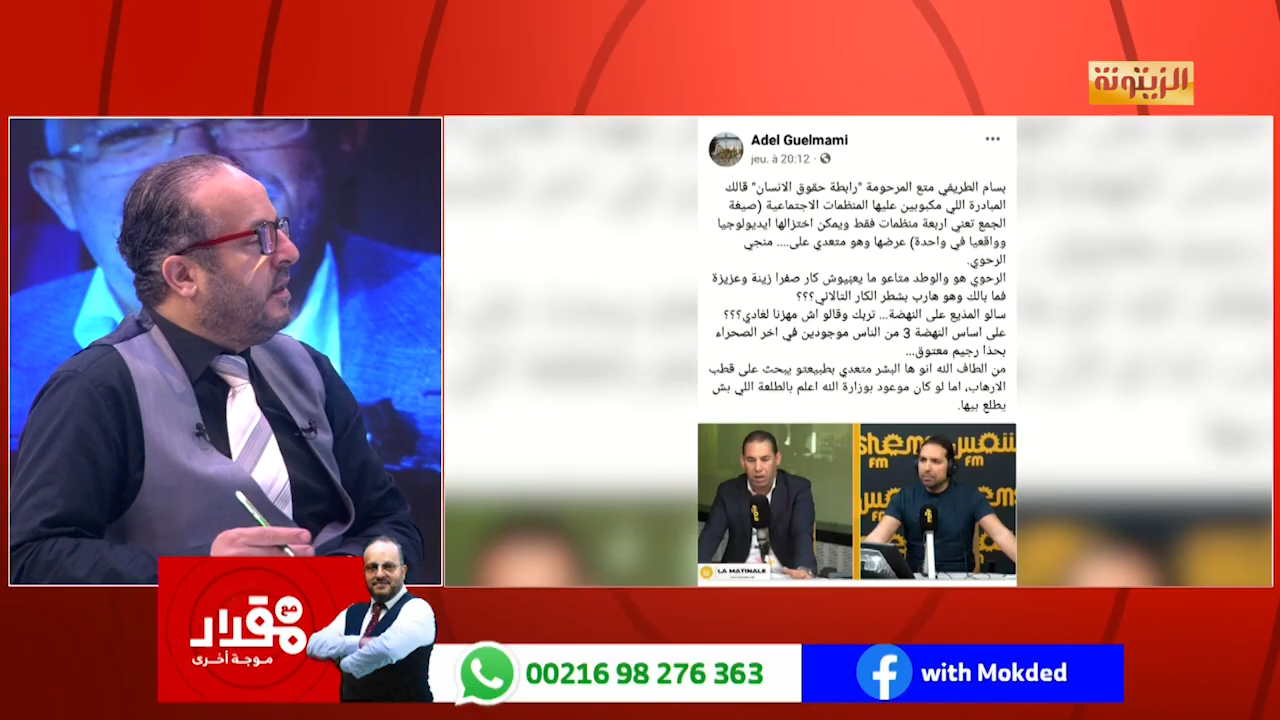 الزيتونة
Adel Guelmami
jeu. à 20:12
بسام الطريفي متع المرحومة "رابطة حقوق الانسان" قالك
المبادرة اللي مكبوبين عليها المنظمات الاجتماعية (صيغة
الجمع تعني اربعة منظمات فقط ويمكن اختزالها ايديولوجيا
وواقعيا في واحدة) عرضها وهو متعدي على.... منجي
الرحوي.
الرحوي هو والوطد متاعو ما يعبيوش كار صفرا زينة وعزيزة
فما بالك وهو هارب بشطر الكار التالاني؟؟؟
سالو المذيع على النهضة... تربك وقالو اش مهزنا لغادي؟؟؟
على اساس النهضة 3 من الناس موجودين في اخر الصحراء
بحذا رجيم معتوق...
من الطاف الله انو ها البشر متعدي بطبيعتو يبحث على قطب
الارهاب، اما لو كان موعود بوزارة الله اعلم بالطلعة اللي بش
يطلع بيها.
shems
FM
شمس
FM
LA MATINALE
مع مقداد
موجة أخرى
00216 98 276 363
with Mokded